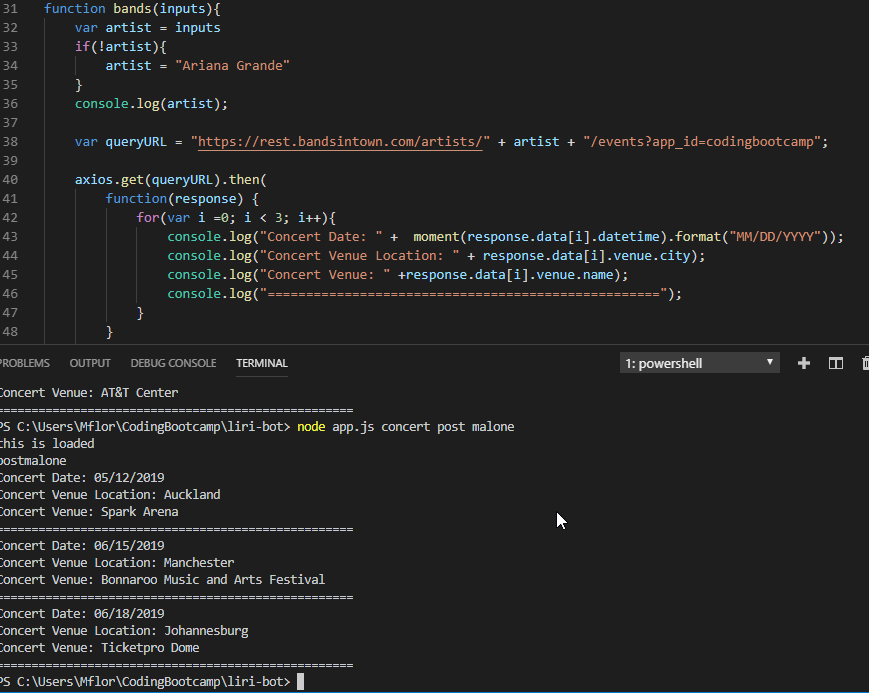 31 function bands(inputs){
32 var artist = inputs
33 if(!artist){
34 artist = "Ariana Grande"
35 }
36 console.log(artist);
37
38 var queryURL = "https://rest.bandsintown.com/artists/" + artist + "/events?app_id=codingbootcamp";
39
40 axios.get(queryURL).then(
41 function(response) {
42 for(var i =0; i < 3; i++){
43 console.log("Concert Date: " +  moment(response.data[i].datetime).format("MM/DD/YYYY"));
44 console.log("Concert Venue Location: " + response.data[i].venue.city);
45 console.log("Concert Venue: " +response.data[i].venue.name);
46 console.log("===================================================");
47 }
48 }
PROBLEMS OUTPUT DEBUG CONSOLE TERMINAL 1: powershell
Concert Venue: AT&T Center
===================================================
PS C:\Users\Mflor\CodingBootcamp\liri-bot> node app.js concert post malone
this is loaded
postmalone
Concert Date: 05/12/2019
Concert Venue Location: Auckland
Concert Venue: Spark Arena
===================================================
Concert Date: 06/15/2019
Concert Venue Location: Manchester
Concert Venue: Bonnaroo Music and Arts Festival
===================================================
Concert Date: 06/18/2019
Concert Venue Location: Johannesburg
Concert Venue: Ticketpro Dome
===================================================
PS C:\Users\Mflor\CodingBootcamp\liri-bot>